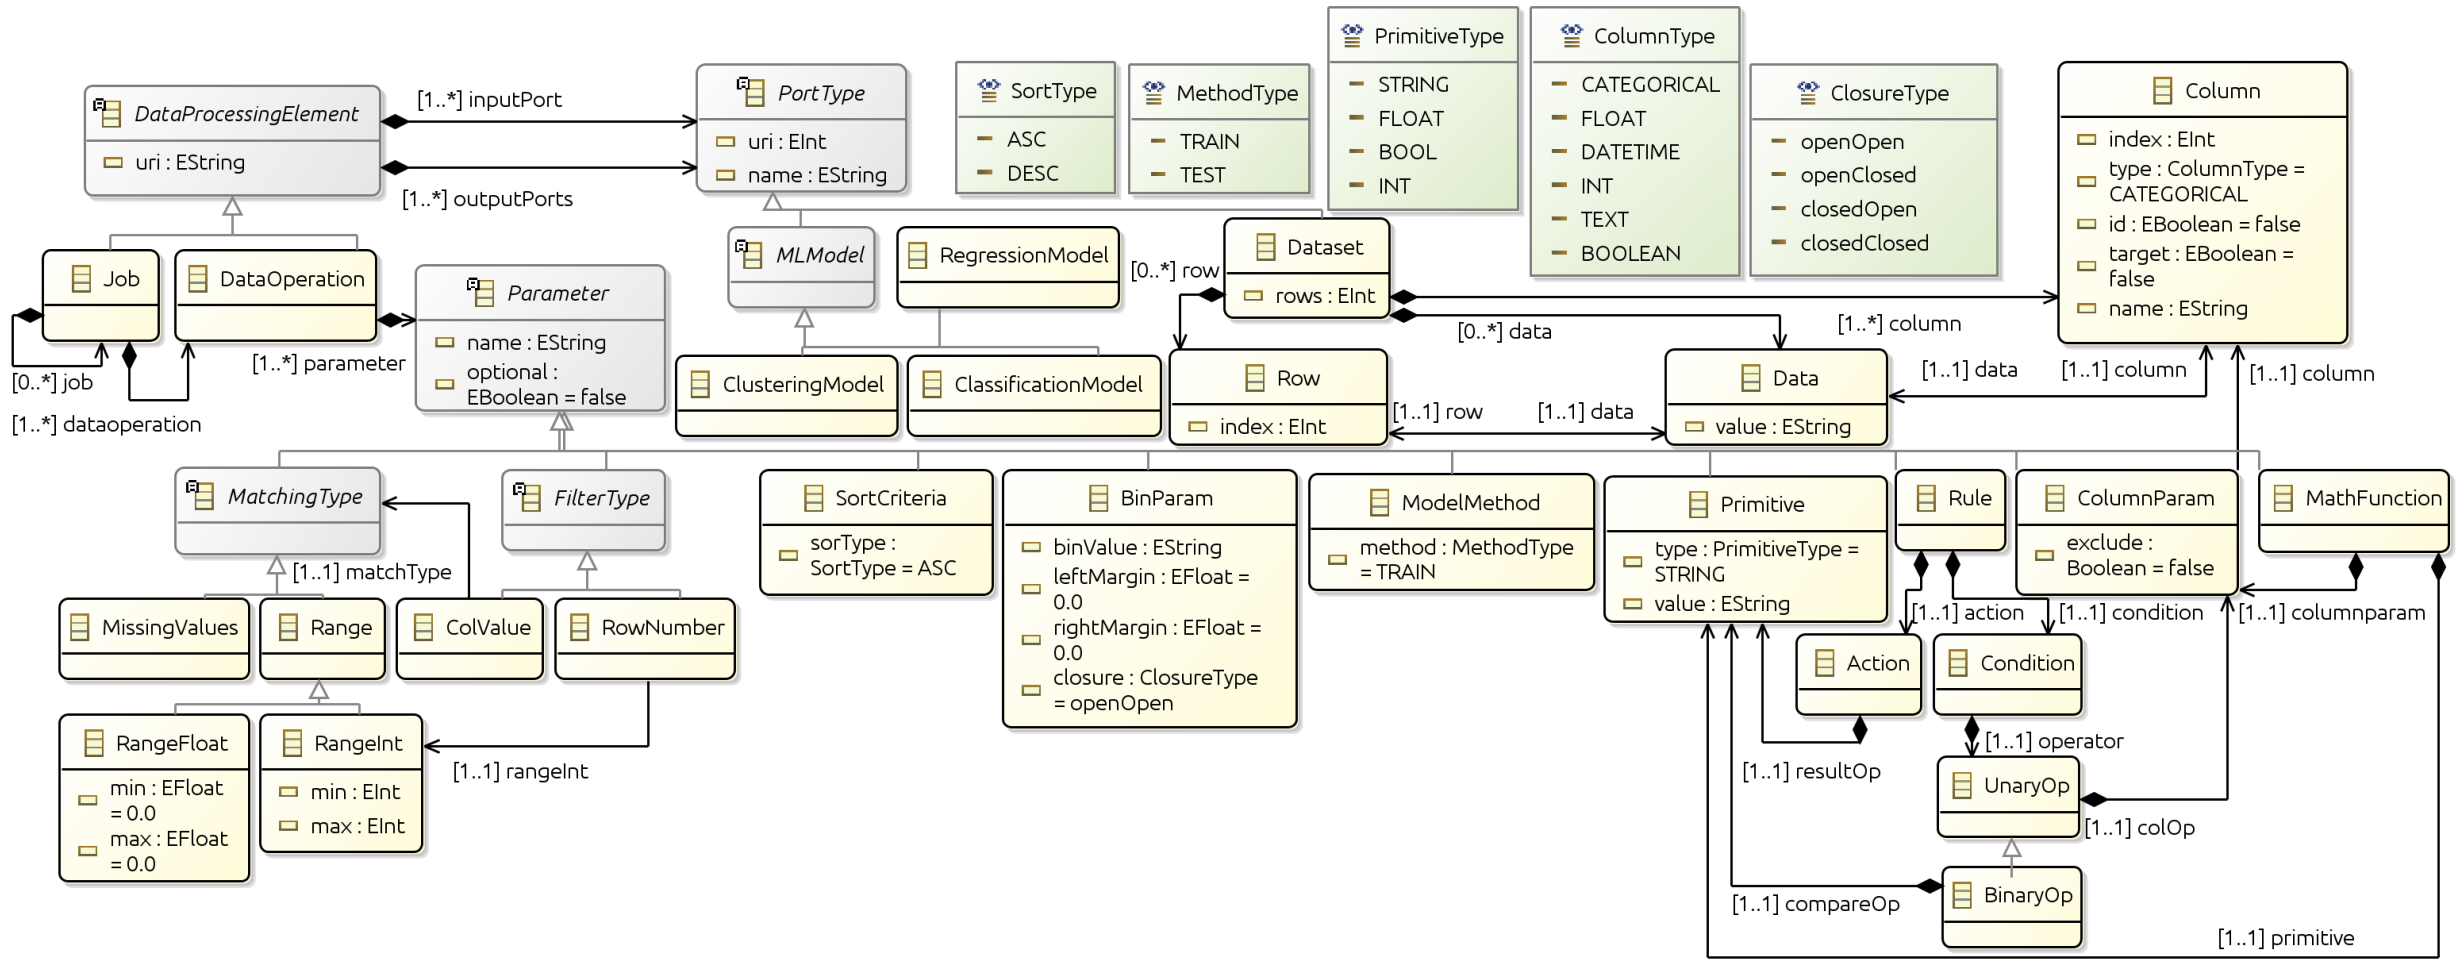 DataProcessingElement
uri : EString
[1..*] inputPort
[1..*] outputPorts
PortType
uri : EInt
name : EString
SortType
ASC
DESC
MethodType
TRAIN
TEST
PrimitiveType
STRING
FLOAT
BOOL
INT
ColumnType
CATEGORICAL
FLOAT
DATETIME
INT
TEXT
BOOLEAN
ClosureType
openOpen
openClosed
closedOpen
closedClosed
Column
index : EInt
type : ColumnType =
CATEGORICAL
id : EBoolean = false
target : EBoolean =
false
name : EString
Job
DataOperation
[0..*] job
[1..*] dataoperation
[1..*] parameter
Parameter
name : EString
optional :
EBoolean = false
MLModel
RegressionModel
ClusteringModel
ClassificationModel
Dataset
rows : EInt
[0..*] row
[0..*] data
[1..*] column
Row
index : EInt
[1..1] row
[1..1] data
Data
value : EString
[1..1] data
[1..1] column
[1..1] column
MatchingType
FilterType
SortCriteria
sorType :
SortType = ASC
BinParam
binValue : EString
leftMargin : EFloat =
0.0
rightMargin : EFloat =
0.0
closure : ClosureType
= openOpen
ModelMethod
method : MethodType
= TRAIN
Primitive
type : PrimitiveType =
STRING
value : EString
Rule
ColumnParam
exclude :
Boolean = false
MathFunction
[1..1] matchType
MissingValues
Range
ColValue
RowNumber
[1..1] action
[1..1] condition
[1..1] columnparam
Action
Condition
RangeFloat
min : EFloat
= 0.0
max : EFloat
= 0.0
RangeInt
min : EInt
max : EInt
[1..1] rangeInt
[1..1] resultOp
[1..1] operator
UnaryOp
[1..1] colOp
BinaryOp
[1..1] compareOp
[1..1] primitive